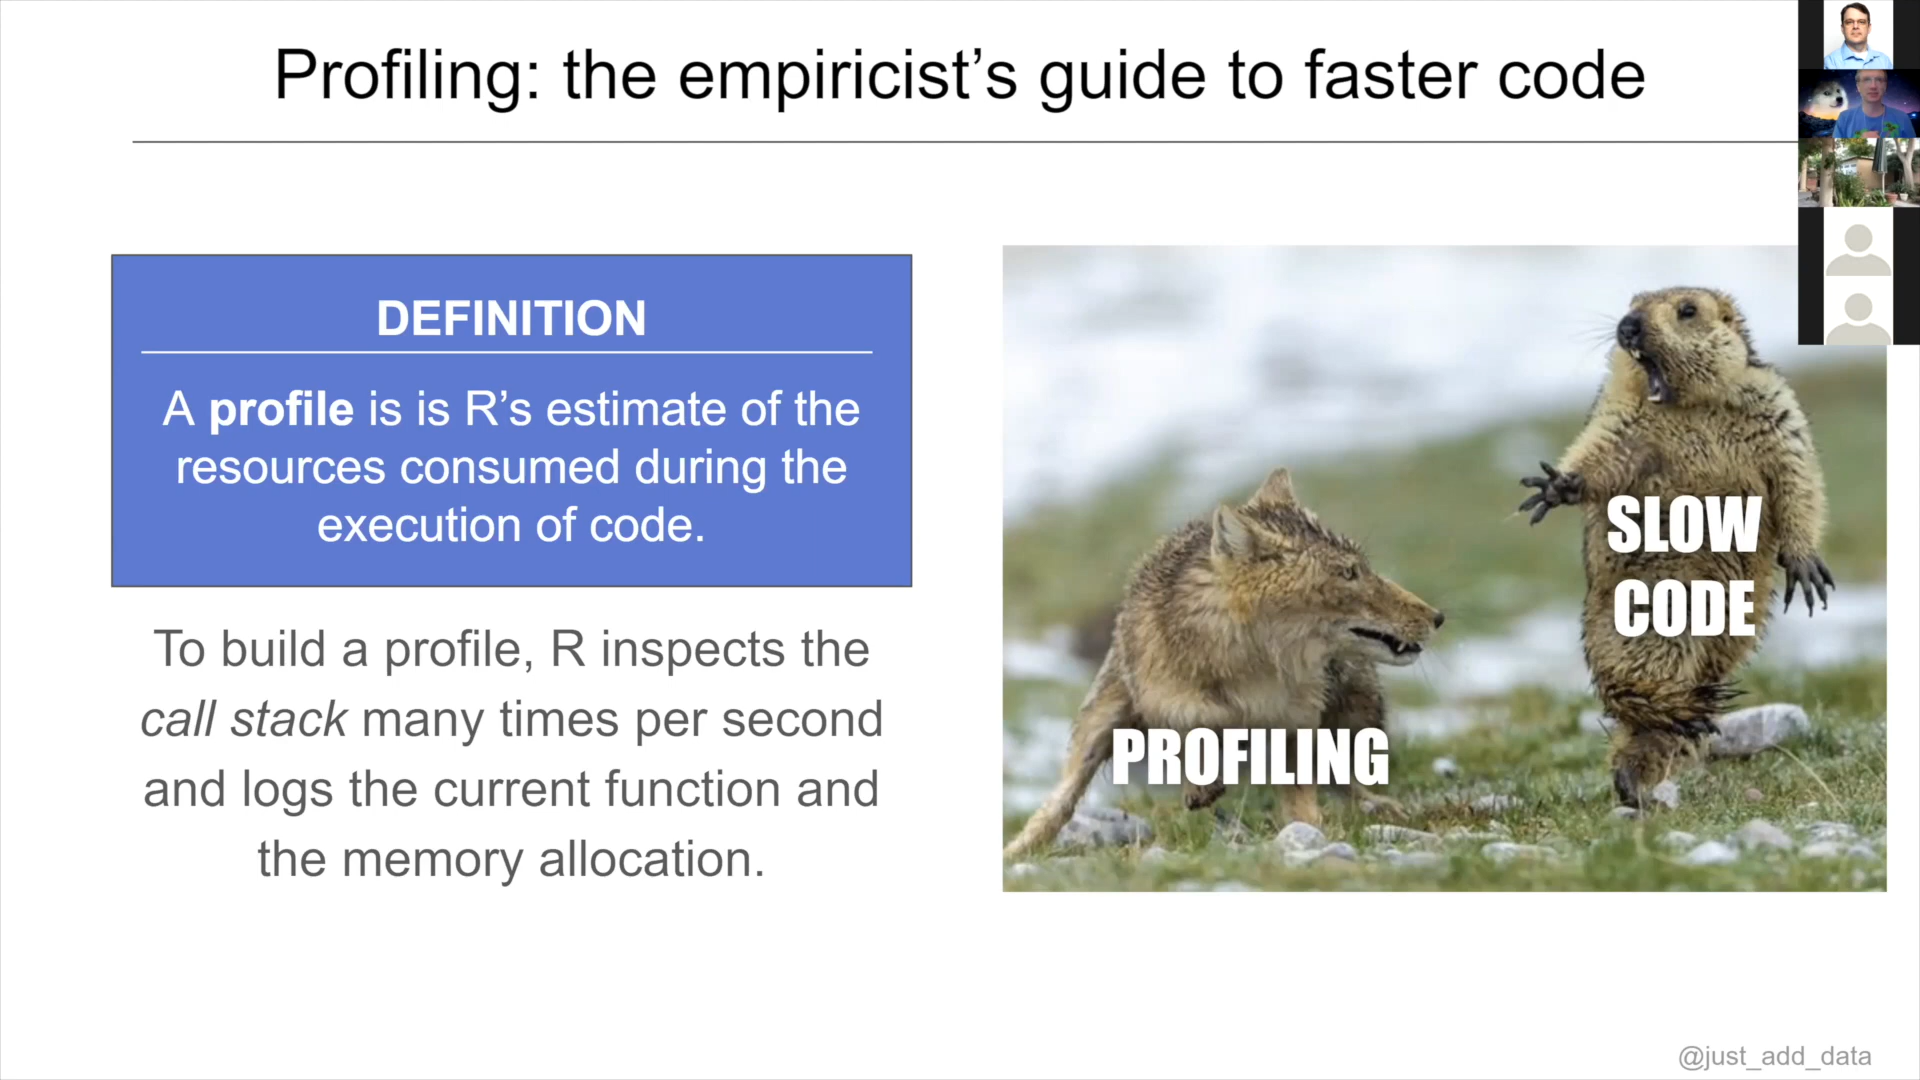 Profiling: the empiricist’s guide to faster code
DEFINITION
A profile is is R’s estimate of the
resources consumed during the
execution of code.
To build a profile, R inspects the
call stack many times per second
and logs the current function and
the memory allocation.
SLOW
CODE
PROFILING
@just_add_data